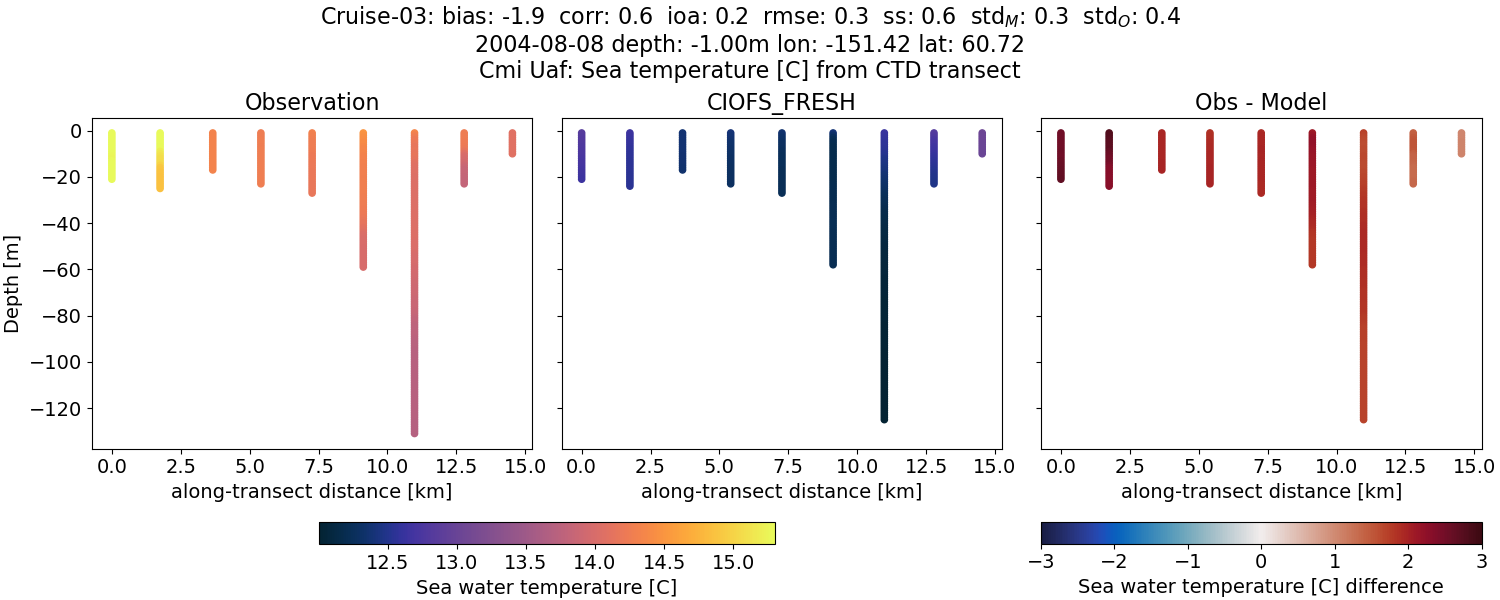 Cruise-03: bias: -1.9 corr: 0.6 ioa: 0.2 rmse: 0.3 ss: 0.6 std_M: 0.3 std_O: 0.4
2004-08-08 depth: -1.00m lon: -151.42 lat: 60.72
Cmi Uaf: Sea temperature [C] from CTD transect
Observation CIOFS_FRESH Obs - Model
0
−20
−40
−60
−80
−100
−120
Depth [m]
0.0 2.5 5.0 7.5 10.0 12.5 15.0 0.0 2.5 5.0 7.5 10.0 12.5 15.0 0.0 2.5 5.0 7.5 10.0 12.5 15.0
along-transect distance [km] along-transect distance [km] along-transect distance [km]
12.5 13.0 13.5 14.0 14.5 15.0 −3 −2 −1 0 1 2 3
Sea water temperature [C] Sea water temperature [C] difference